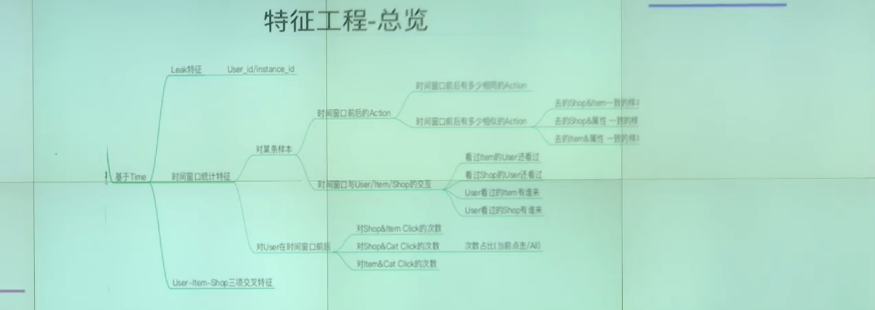 特征工程-总览
Leak特征
User_id/instance_id
基于Time
时间窗口统计特征
对某条样本
时间窗口前后的Action
时间窗口前后有多少相同的Action
时间窗口前后有多少相似的Action
去的Shop&Item一致的样
去的Shop&属性 一致的样
去的Item&属性 一致的样
时间窗口与User/Item/Shop的交互
看过Item的User还看过
看过Shop的User还看过
User看过的Item有谁来
User看过的Shop有谁来
对User在时间窗口前后
对Shop&Item Click的次数
对Shop&Cat Click的次数
次数占比(当前点击/All)
对Item&Cat Click的次数
User-Item-Shop三项交叉特征